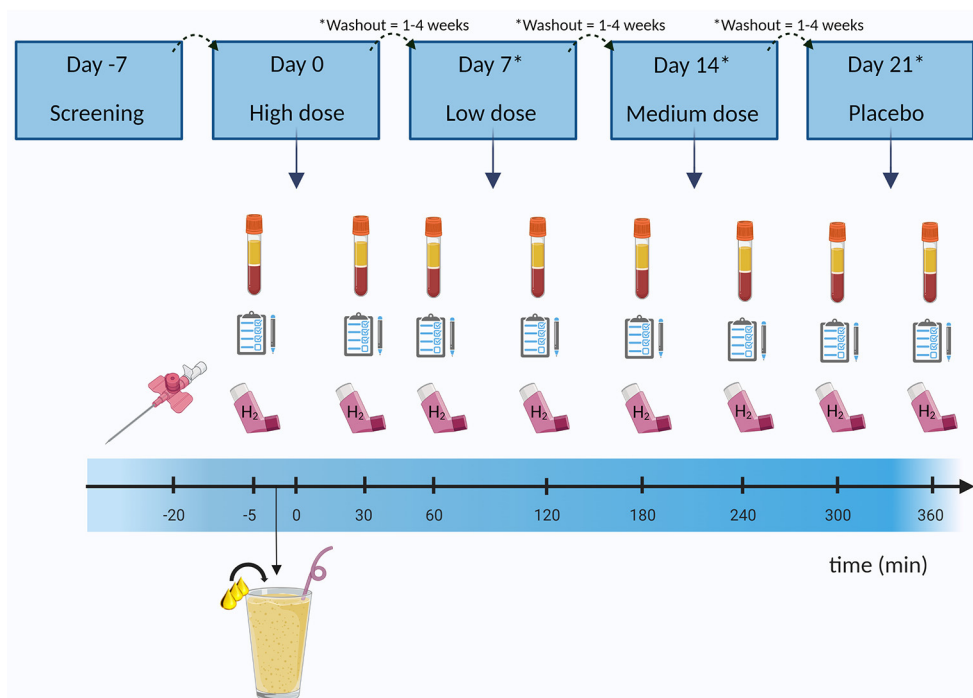 *Washout = 1-4 weeks
*Washout = 1-4 weeks
*Washout = 1-4 weeks
Day -7
Screening
Day 0
High dose
Day 7*
Low dose
Day 14*
Medium dose
Day 21*
Placebo
H2
H2
H2
H2
H2
H2
H2
H2
-20
-5
0
30
60
120
180
240
300
360
time (min)